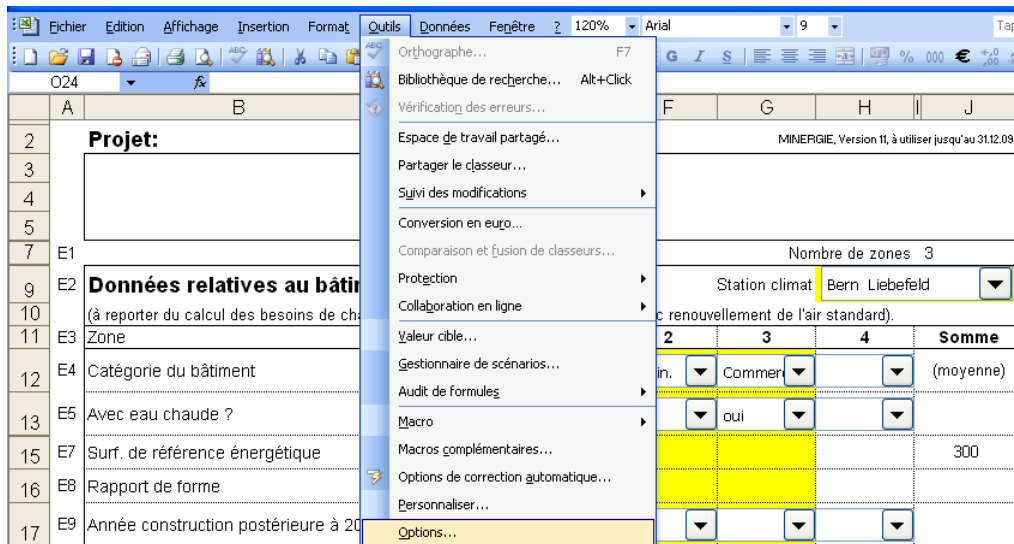 Fichier Edition Affichage Insertion Format Outils Données Fenêtre ? 120% Arial 9
G I S % 000 €
O24 fx
A B F G H I J
2 Projet: MINERGIE, Version 11, à utiliser jusqu'au 31.12.09
3
4
5
7 E1 Nombre de zones 3
9 E2 Données relatives au bâtim Station climat Bern Liebefeld
10 (à reporter du calcul des besoins de ch c renouvellement de l'air standard).
11 E3 Zone 2 3 4 Somme
12 E4 Catégorie du bâtiment in. Commer (moyenne)
13 E5 Avec eau chaude ? oui
15 E7 Surf. de référence énergétique 300
16 E8 Rapport de forme
17 E9 Année construction postérieure à 20
Orthographe... F7
Bibliothèque de recherche... Alt+Click
Vérification des erreurs...
Espace de travail partagé...
Partager le classeur...
Suivi des modifications
Conversion en euro...
Comparaison et fusion de classeurs...
Protection
Collaboration en ligne
Valeur cible...
Gestionnaire de scénarios...
Audit de formules
Macro
Macros complémentaires...
Options de correction automatique...
Personnaliser...
Options...